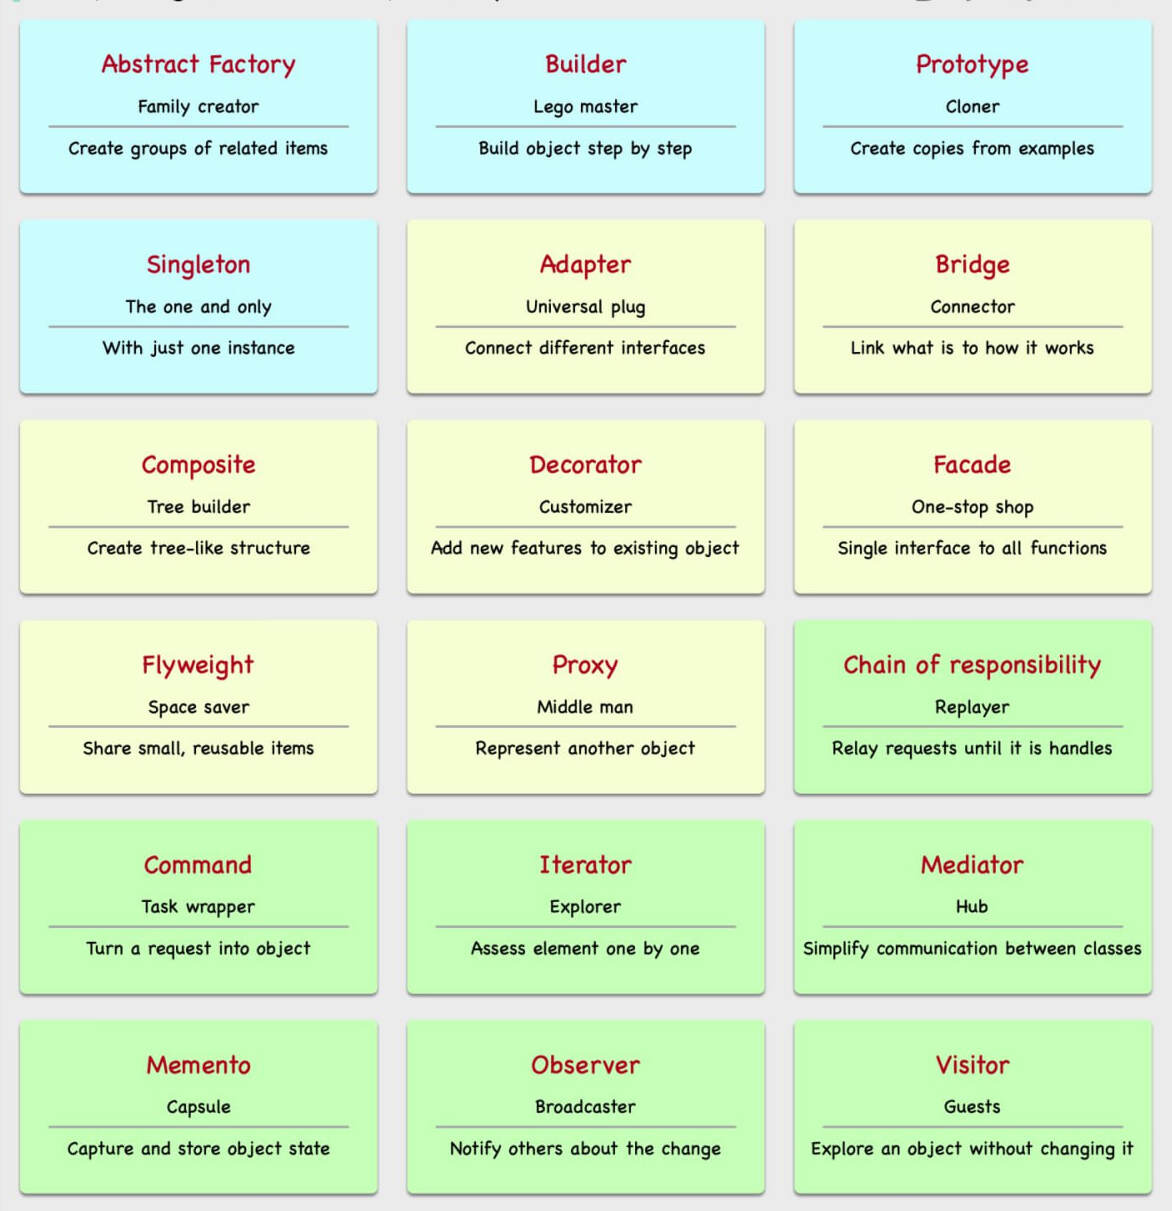 Abstract Factory
Family creator
Create groups of related items
Builder
Lego master
Build object step by step
Prototype
Cloner
Create copies from examples
Singleton
The one and only
With just one instance
Adapter
Universal plug
Connect different interfaces
Bridge
Connector
Link what is to how it works
Composite
Tree builder
Create tree-like structure
Decorator
Customizer
Add new features to existing object
Facade
One-stop shop
Single interface to all functions
Flyweight
Space saver
Share small, reusable items
Proxy
Middle man
Represent another object
Chain of responsibility
Replayer
Relay requests until it is handles
Command
Task wrapper
Turn a request into object
Iterator
Explorer
Assess element one by one
Mediator
Hub
Simplify communication between classes
Memento
Capsule
Capture and store object state
Observer
Broadcaster
Notify others about the change
Visitor
Guests
Explore an object without changing it